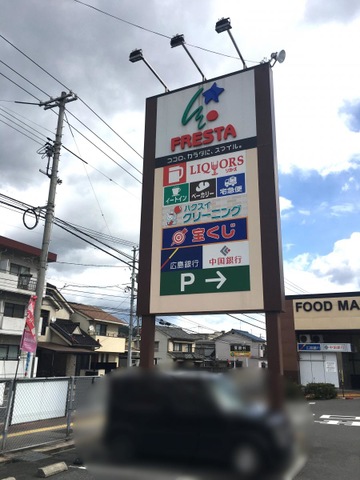 FRESTA
ココロ、カラダに、スマイル。
LIQUORS
リカーズ
イートイン
ベーカリー
宅急便
ハクスイ
クリーニング
宝くじ
広島銀行
中国銀行
P →
FOOD MA